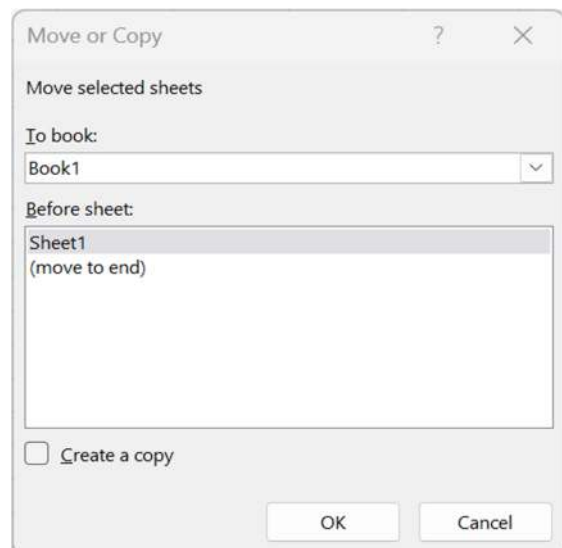 Move or Copy ?
Move selected sheets
To book:
Book1
Before sheet:
Sheet1
(move to end)
Create a copy
OK Cancel